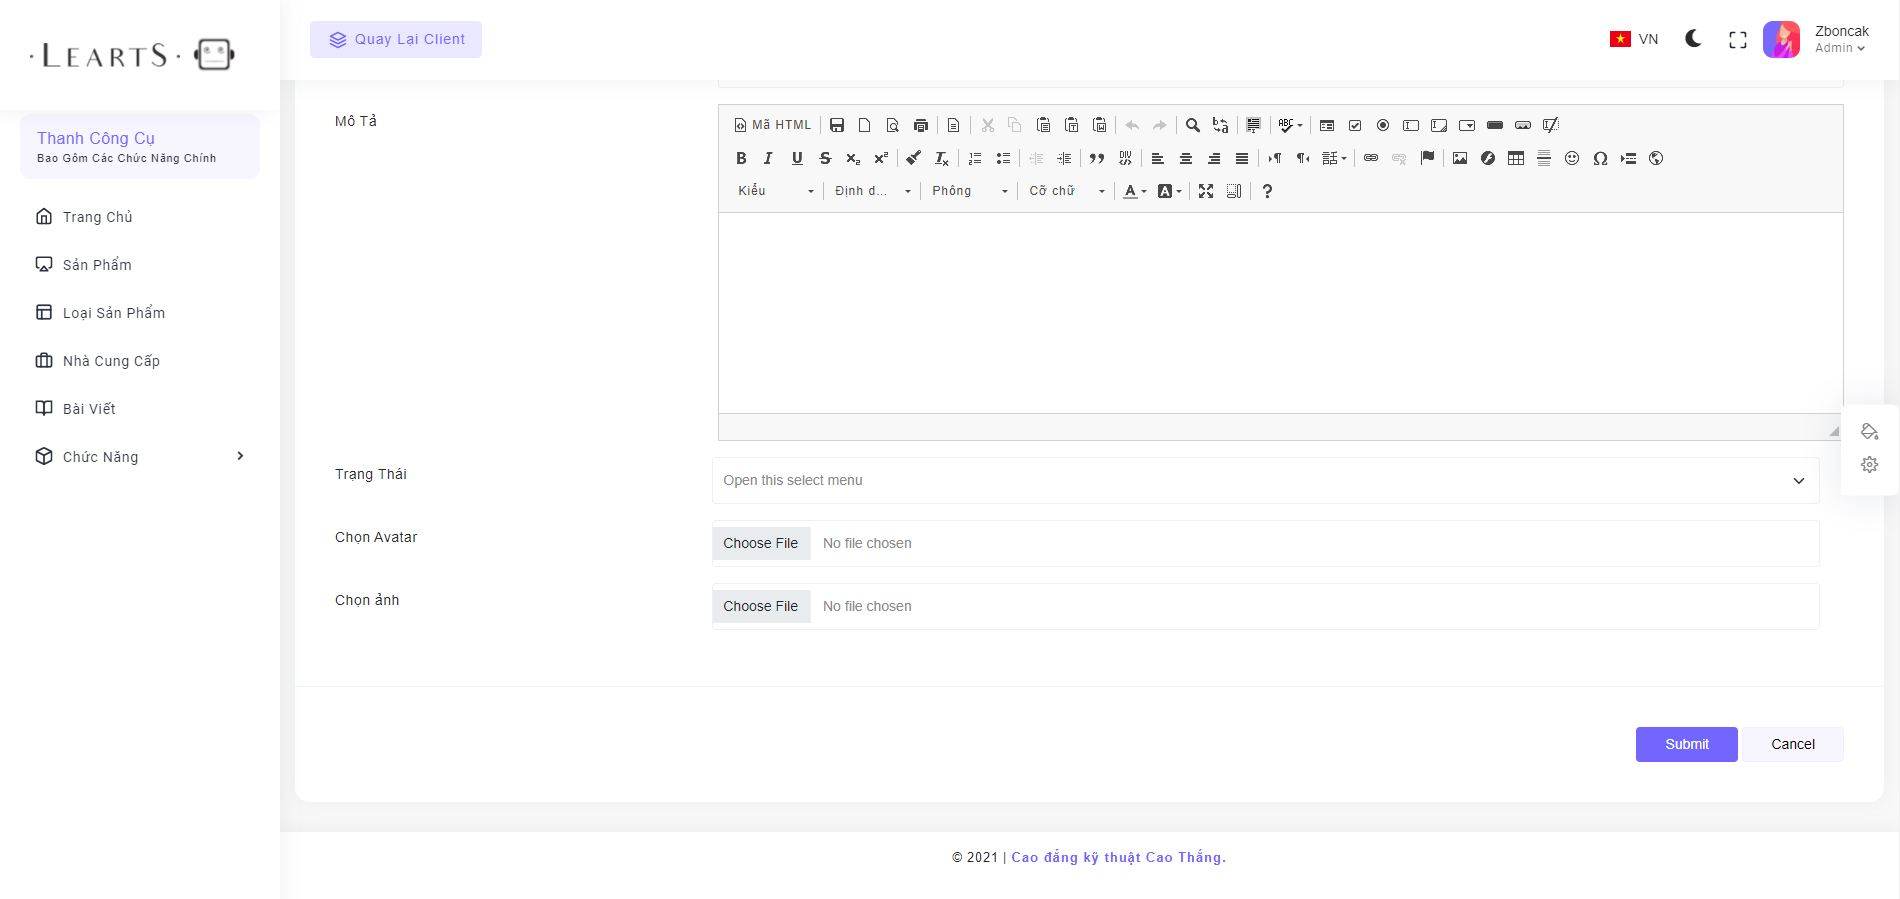 ·LEARTS·
Quay Lại Client
VN
Zboncak
Admin
Thanh Công Cụ
Bao Gồm Các Chức Năng Chính
Trang Chủ
Sản Phẩm
Loại Sản Phẩm
Nhà Cung Cấp
Bài Viết
Chức Năng
Mô Tả
Mã HTML
Kiểu
Định d...
Phông
Cỡ chữ
Trạng Thái
Open this select menu
Chọn Avatar
Choose File No file chosen
Chọn ảnh
Choose File No file chosen
Submit
Cancel
© 2021 | Cao đẳng kỹ thuật Cao Thắng.